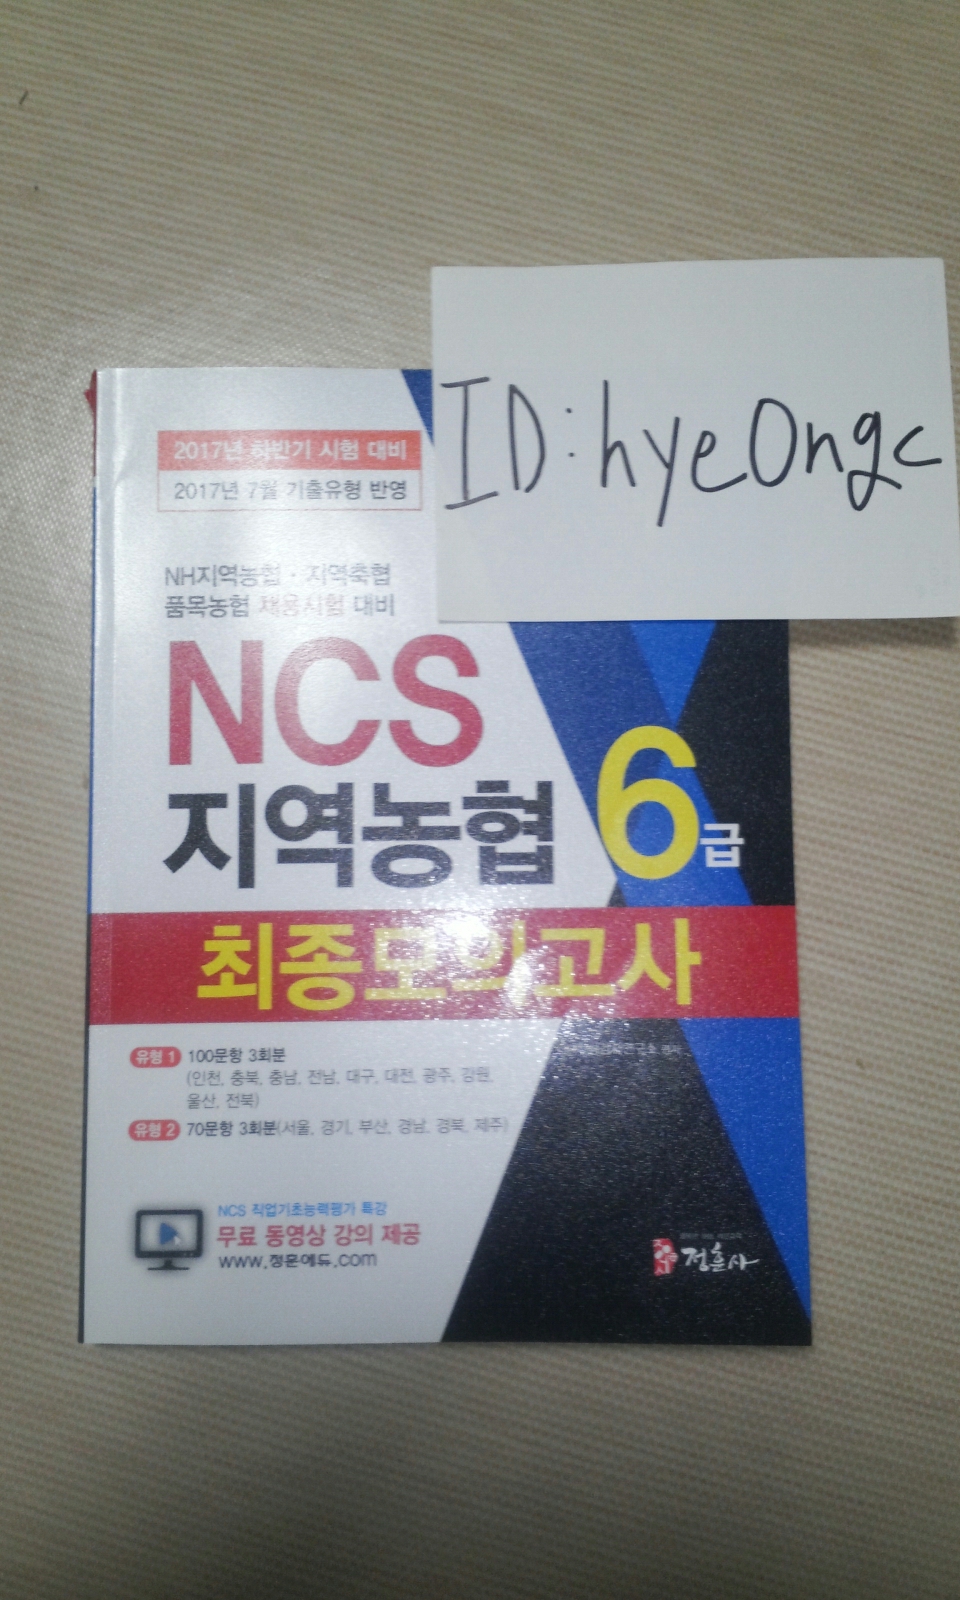 ID:hyeongc
2017년 하반기 시험 대비
2017년 7월 기출유형 반영
NH지역농협 · 지역축협
품목농협 채용시험 대비
NCS
지역농협 6급
최종모의고사
유형 1 100문항 3회분
(인천, 충북, 충남, 전남, 대구, 대전, 광주, 강원,
울산, 전북)
유형 2 70문항 3회분(서울, 경기, 부산, 경남, 경북, 제주)
NCS 직업기초능력평가 특강
무료 동영상 강의 제공
www.정훈에듀.com
정훈사